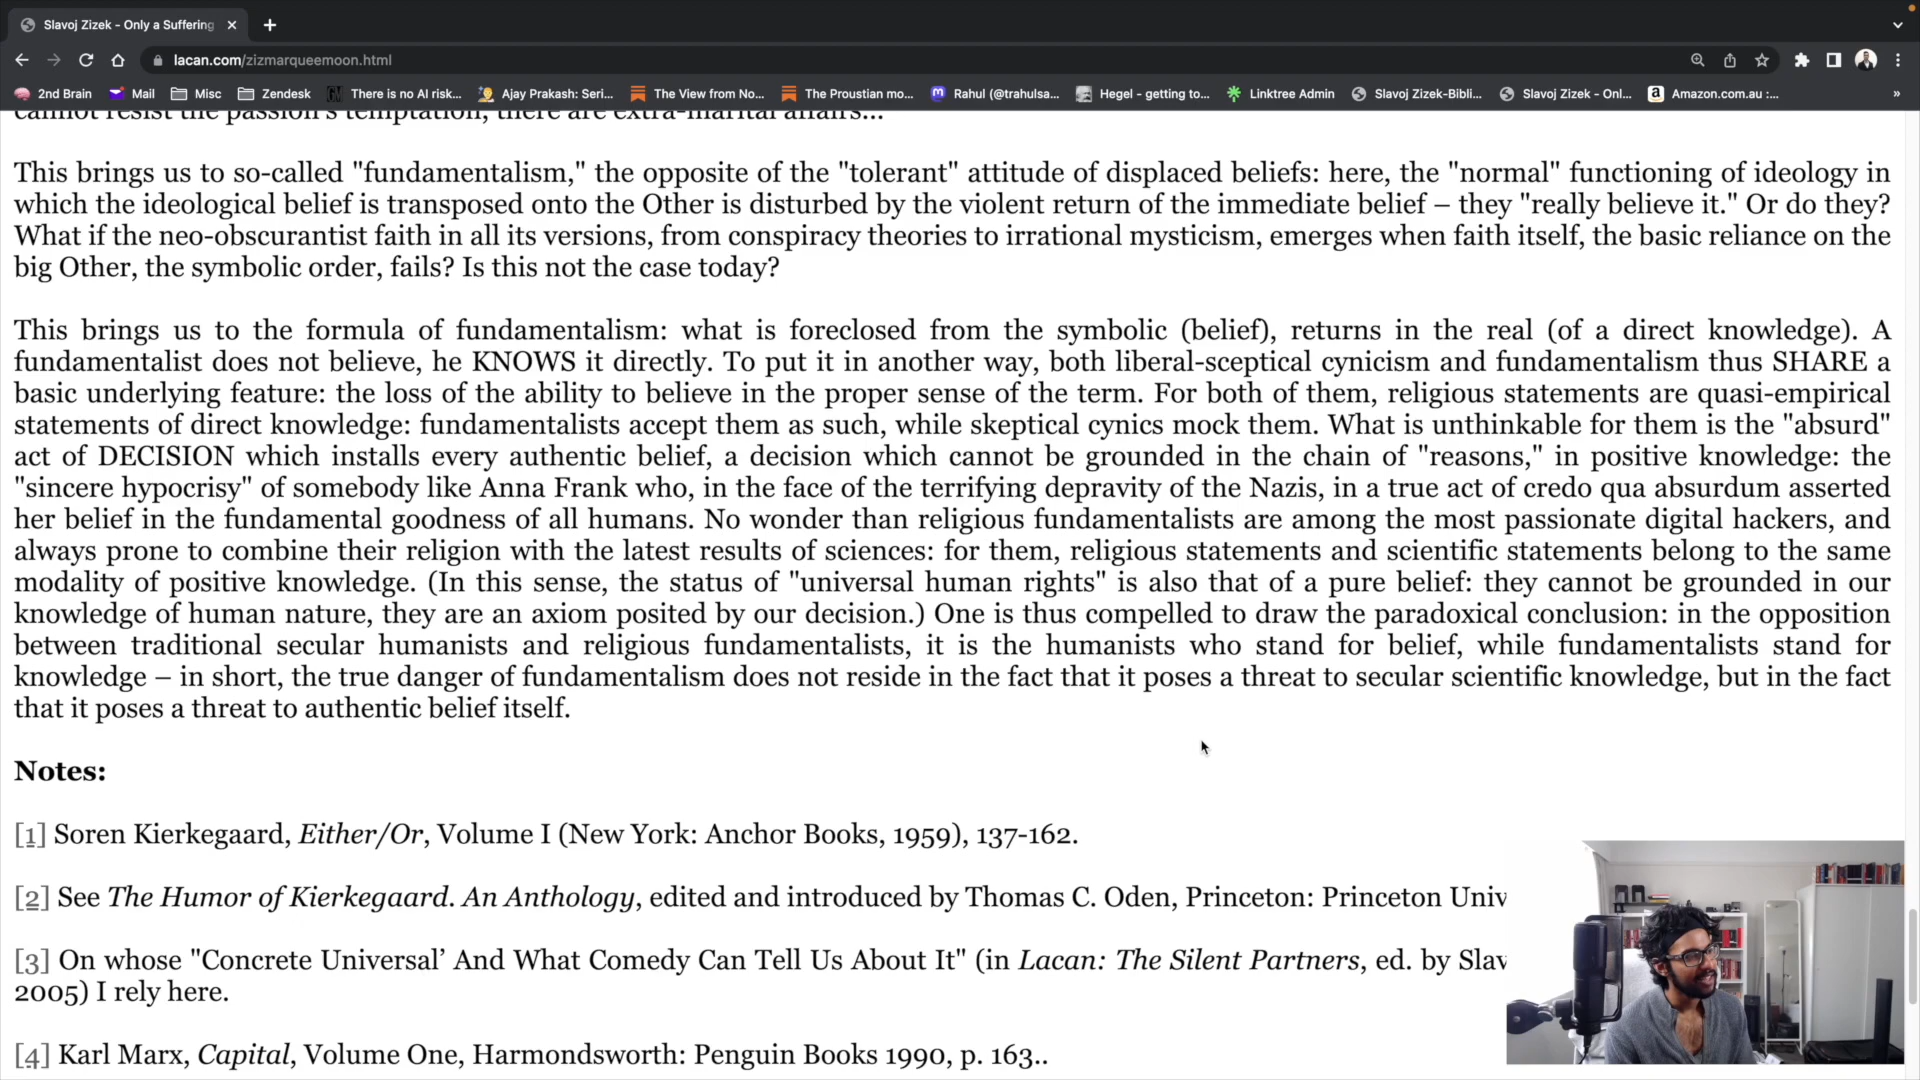 Slavoj Zizek - Only a Suffering
lacan.com/zizmarqueemoon.html
2nd Brain Mail Misc Zendesk There is no AI risk... Ajay Prakash: Seri... The View from No... The Proustian mo... Rahul (@trahulsa... Hegel - getting to... Linktree Admin Slavoj Zizek-Bibli... Slavoj Zizek - Onl... Amazon.com.au :... »
cannot resist the passion's temptation, there are extra-marital affairs...
This brings us to so-called "fundamentalism," the opposite of the "tolerant" attitude of displaced beliefs: here, the "normal" functioning of ideology in
which the ideological belief is transposed onto the Other is disturbed by the violent return of the immediate belief – they "really believe it." Or do they?
What if the neo-obscurantist faith in all its versions, from conspiracy theories to irrational mysticism, emerges when faith itself, the basic reliance on the
big Other, the symbolic order, fails? Is this not the case today?
This brings us to the formula of fundamentalism: what is foreclosed from the symbolic (belief), returns in the real (of a direct knowledge). A
fundamentalist does not believe, he KNOWS it directly. To put it in another way, both liberal-sceptical cynicism and fundamentalism thus SHARE a
basic underlying feature: the loss of the ability to believe in the proper sense of the term. For both of them, religious statements are quasi-empirical
statements of direct knowledge: fundamentalists accept them as such, while skeptical cynics mock them. What is unthinkable for them is the "absurd"
act of DECISION which installs every authentic belief, a decision which cannot be grounded in the chain of "reasons," in positive knowledge: the
"sincere hypocrisy" of somebody like Anna Frank who, in the face of the terrifying depravity of the Nazis, in a true act of credo qua absurdum asserted
her belief in the fundamental goodness of all humans. No wonder than religious fundamentalists are among the most passionate digital hackers, and
always prone to combine their religion with the latest results of sciences: for them, religious statements and scientific statements belong to the same
modality of positive knowledge. (In this sense, the status of "universal human rights" is also that of a pure belief: they cannot be grounded in our
knowledge of human nature, they are an axiom posited by our decision.) One is thus compelled to draw the paradoxical conclusion: in the opposition
between traditional secular humanists and religious fundamentalists, it is the humanists who stand for belief, while fundamentalists stand for
knowledge – in short, the true danger of fundamentalism does not reside in the fact that it poses a threat to secular scientific knowledge, but in the fact
that it poses a threat to authentic belief itself.
Notes:
[1] Soren Kierkegaard, Either/Or, Volume I (New York: Anchor Books, 1959), 137-162.
[2] See The Humor of Kierkegaard. An Anthology, edited and introduced by Thomas C. Oden, Princeton: Princeton Univ
[3] On whose "Concrete Universal’ And What Comedy Can Tell Us About It" (in Lacan: The Silent Partners, ed. by Slav
2005) I rely here.
[4] Karl Marx, Capital, Volume One, Harmondsworth: Penguin Books 1990, p. 163..